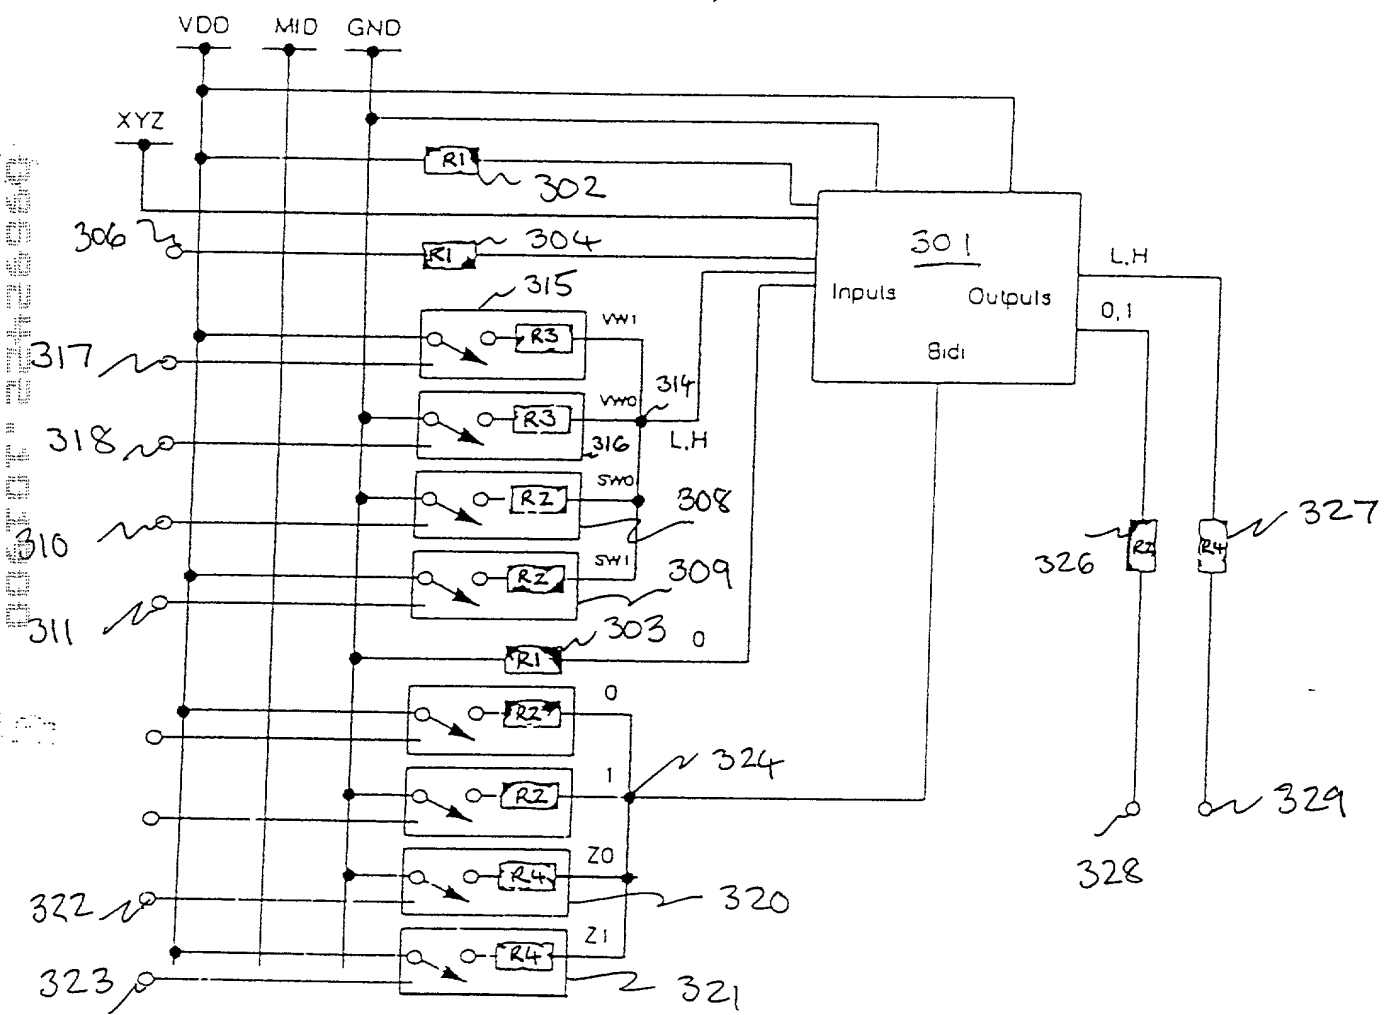 VDD MID GND
XYZ
R1
302
306
R1
304
301
Inputs Outputs
Bidi
L,H
0,1
315
R3
VW1
317
314
R3
VW0
316
L,H
318
R2
SW0
308
310
R2
SW1
309
311
R1
303
0
326
R2
R4
327
R2
0
R2
1
324
328
329
R4
Z0
322
320
R4
Z1
323
321